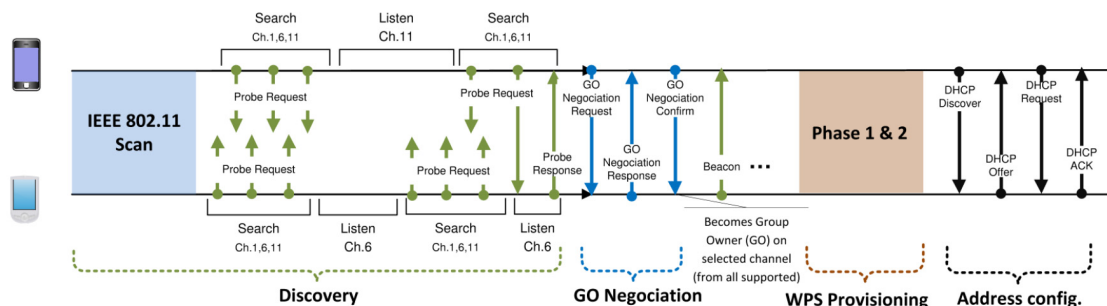 Search
Ch.1,6,11
Listen
Ch.11
Search
Ch.1,6,11
IEEE 802.11
Scan
Probe Request
Probe Request
Probe Request
Probe Request
Probe
Response
GO
Negociation
Request
GO
Negociation
Response
GO
Negociation
Confirm
Beacon
...
Phase 1 & 2
DHCP
Discover
DHCP
Offer
DHCP
Request
DHCP
ACK
Search
Ch.1,6,11
Listen
Ch.6
Search
Ch.1,6,11
Listen
Ch.6
Becomes Group
Owner (GO) on
selected channel
(from all supported)
Discovery
GO Negociation
WPS Provisioning
Address config.